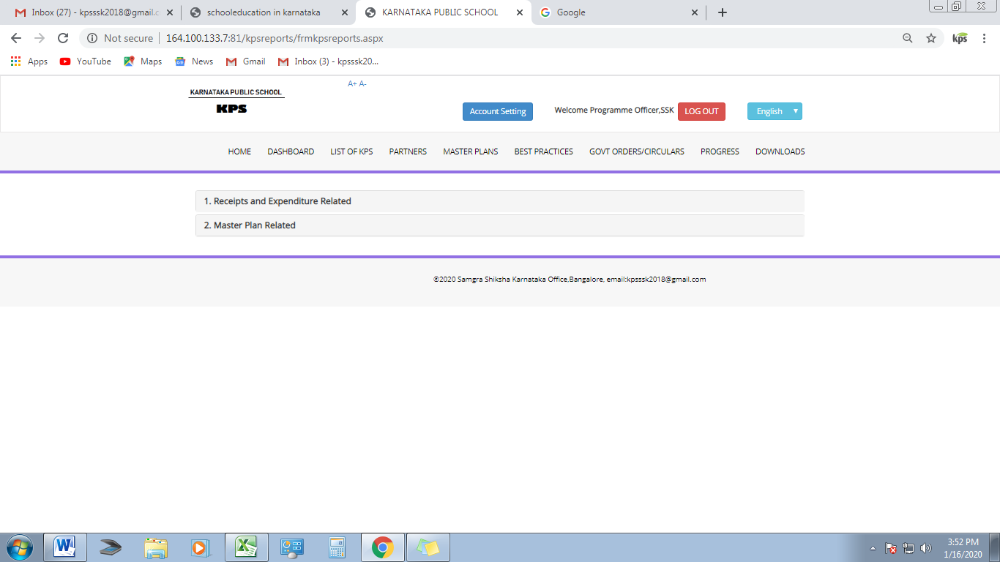 Inbox (27) - kpsssk2018@gmail.c
schooleducation in karnataka
KARNATAKA PUBLIC SCHOOL
Google
Not secure
164.100.133.7:81/kpsreports/frmkpsreports.aspx
kps
Apps
YouTube
Maps
News
Gmail
Inbox (3) - kpsssk20...
A+ A-
KARNATAKA PUBLIC SCHOOL
KPS
Account Setting
Welcome Programme Officer,SSK
LOG OUT
English
HOME DASHBOARD LIST OF KPS PARTNERS MASTER PLANS BEST PRACTICES GOVT ORDERS/CIRCULARS PROGRESS DOWNLOADS
1. Receipts and Expenditure Related
2. Master Plan Related
©2020 Samgra Shiksha Karnataka Office,Bangalore, email:kpsssk2018@gmail.com
3:52 PM
1/16/2020